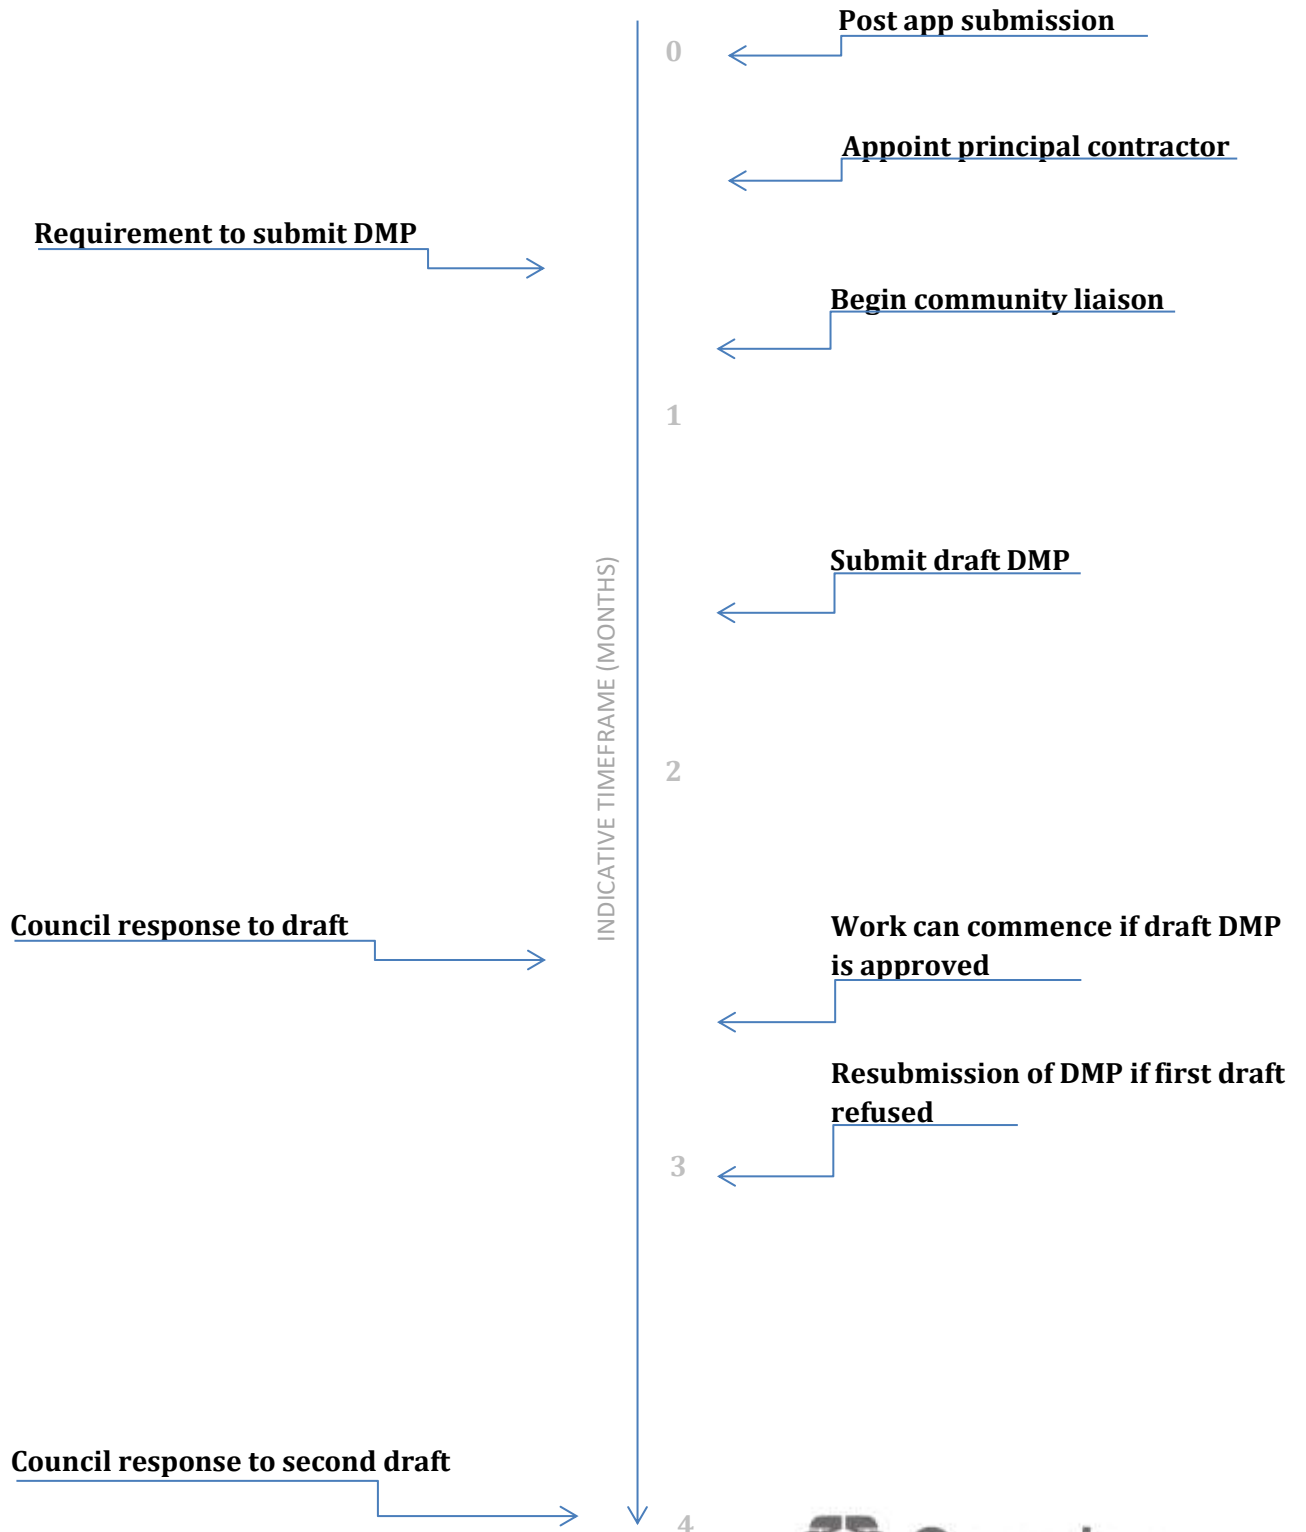 Post app submission
0
Appoint principal contractor
Requirement to submit DMP
Begin community liaison
1
Submit draft DMP
INDICATIVE TIMEFRAME (MONTHS)
2
Council response to draft
Work can commence if draft DMP
is approved
Resubmission of DMP if first draft
refused
3
Council response to second draft
4